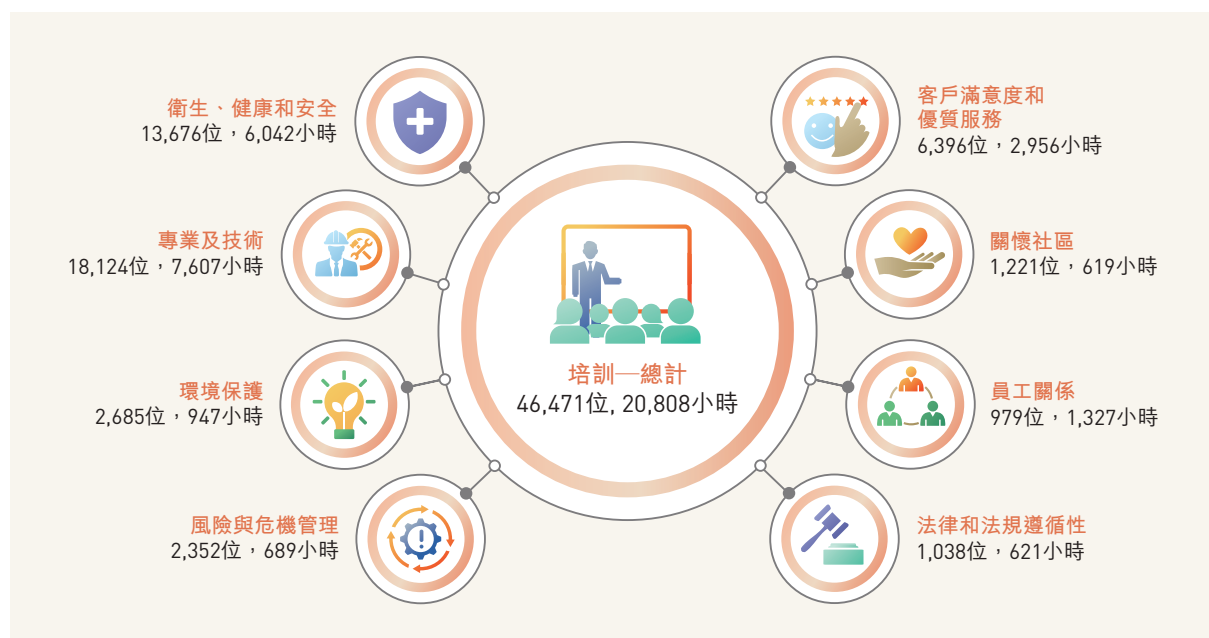 衞生、健康和安全
13,676位，6,042小時
專業及技術
18,124位，7,607小時
環境保護
2,685位，947小時
風險與危機管理
2,352位，689小時
培訓─總計
46,471位, 20,808小時
客戶滿意度和
優質服務
6,396位，2,956小時
關懷社區
1,221位，619小時
員工關係
979位，1,327小時
法律和法規遵循性
1,038位，621小時